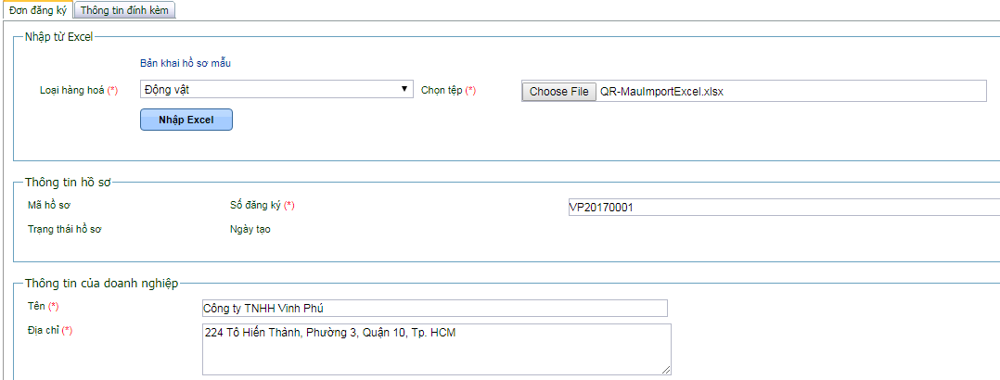 Đơn đăng ký Thông tin đính kèm
Nhập từ Excel
Bản khai hồ sơ mẫu
Loại hàng hoá (*) Động vật Chọn tệp (*) Choose File QR-MauImportExcel.xlsx
Nhập Excel
Thông tin hồ sơ
Mã hồ sơ Số đăng ký (*) VP20170001
Trạng thái hồ sơ Ngày tạo
Thông tin của doanh nghiệp
Tên (*) Công ty TNHH Vinh Phú
Địa chỉ (*) 224 Tô Hiến Thành, Phường 3, Quận 10, Tp. HCM